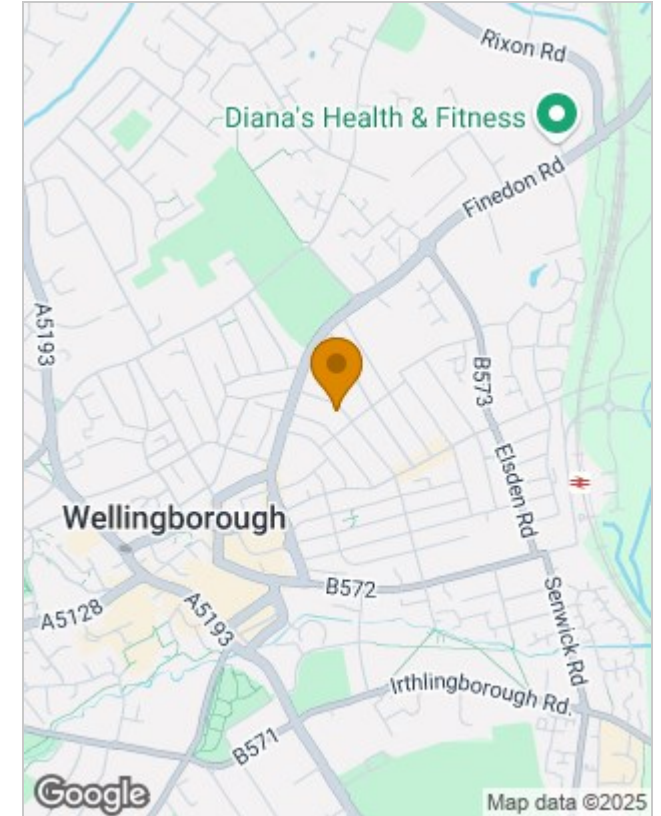 Rixon Rd
Diana's Health & Fitness
Finedon Rd
A5193
B573
Elsden Rd
Wellingborough
B572
A5128
A5193
Senwick Rd
Irthlingborough Rd.
B571
Google
Map data ©2025